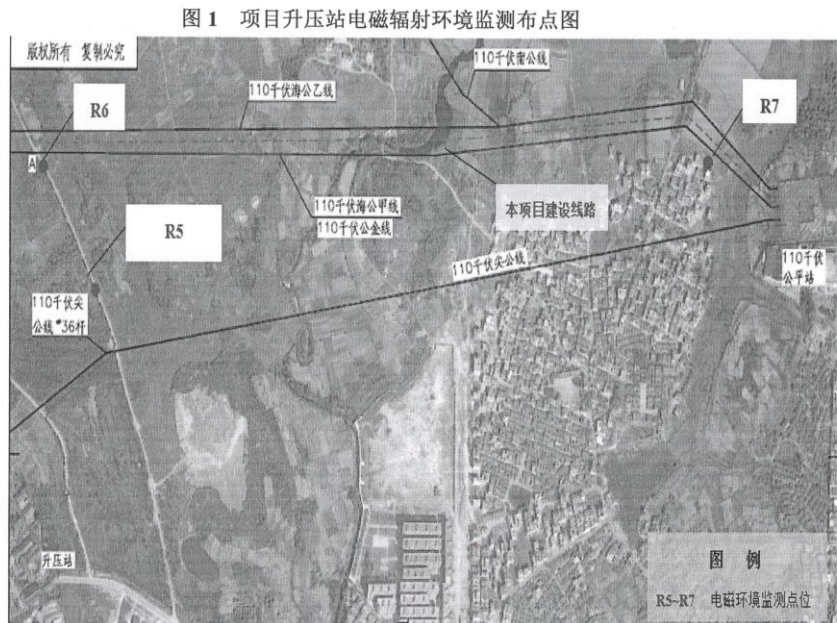 图 1 项目升压站电磁辐射环境监测布点图
版权所有 复制必究
110千伏南公线
110千伏海公乙线
R6
R7
A
110千伏海公甲线
110千伏公金线
本项目建设线路
R5
110千伏尖公线
110千伏
公平站
110千伏尖
公线#36杆
升压站
图 例
R5~R7 电磁环境监测点位